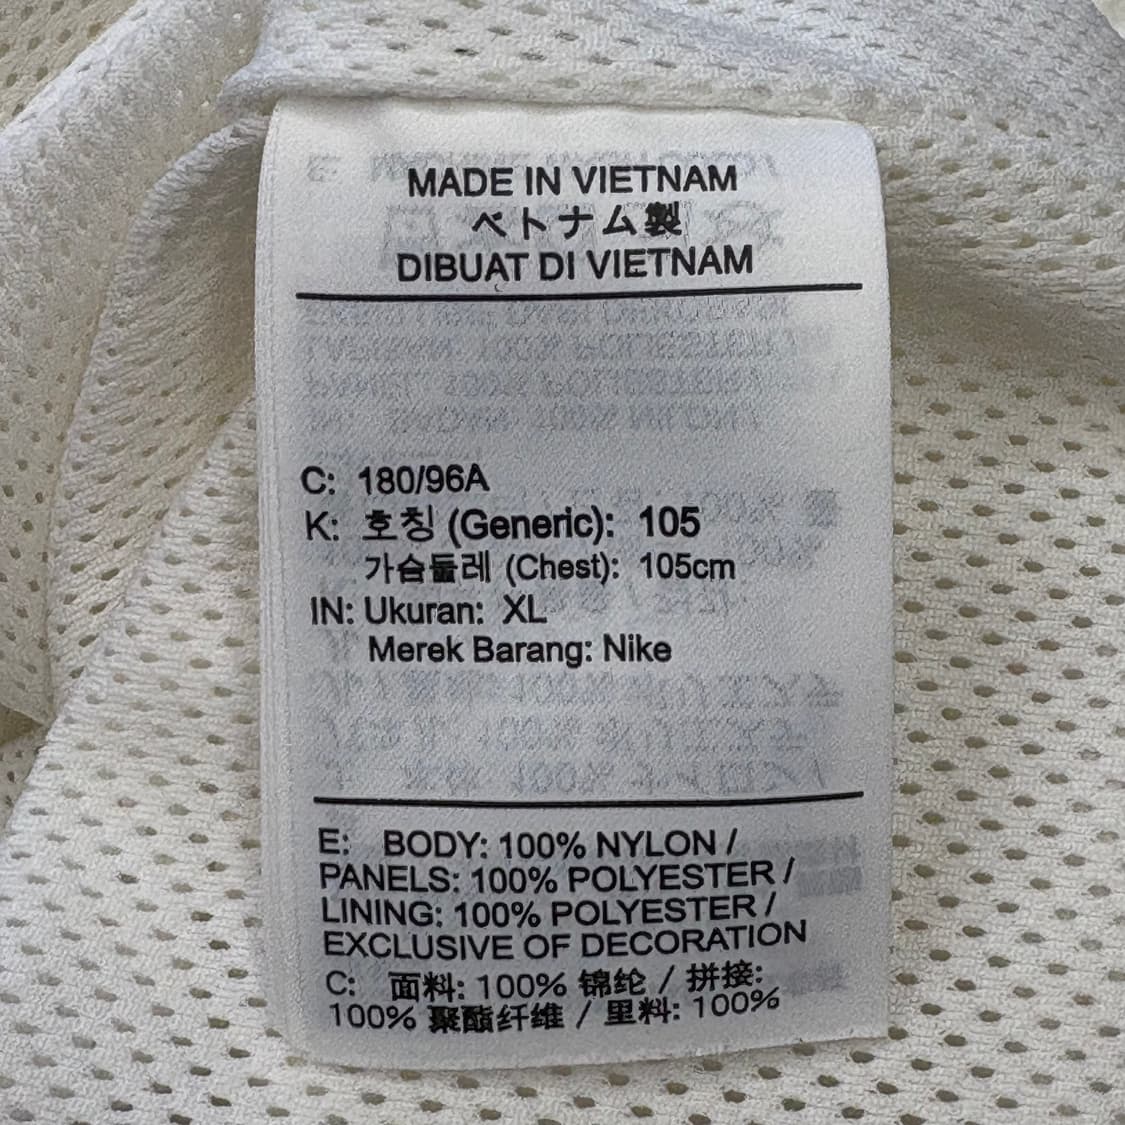 MADE IN VIETNAM
ベトナム製
DIBUAT DI VIETNAM
C: 180/96A
K: 호칭 (Generic): 105
가슴둘레 (Chest): 105cm
IN: Ukuran: XL
Merek Barang: Nike
E: BODY: 100% NYLON /
PANELS: 100% POLYESTER /
LINING: 100% POLYESTER /
EXCLUSIVE OF DECORATION
C: 面料: 100% 锦纶 / 拼接:
100% 聚酯纤维 / 里料: 100%